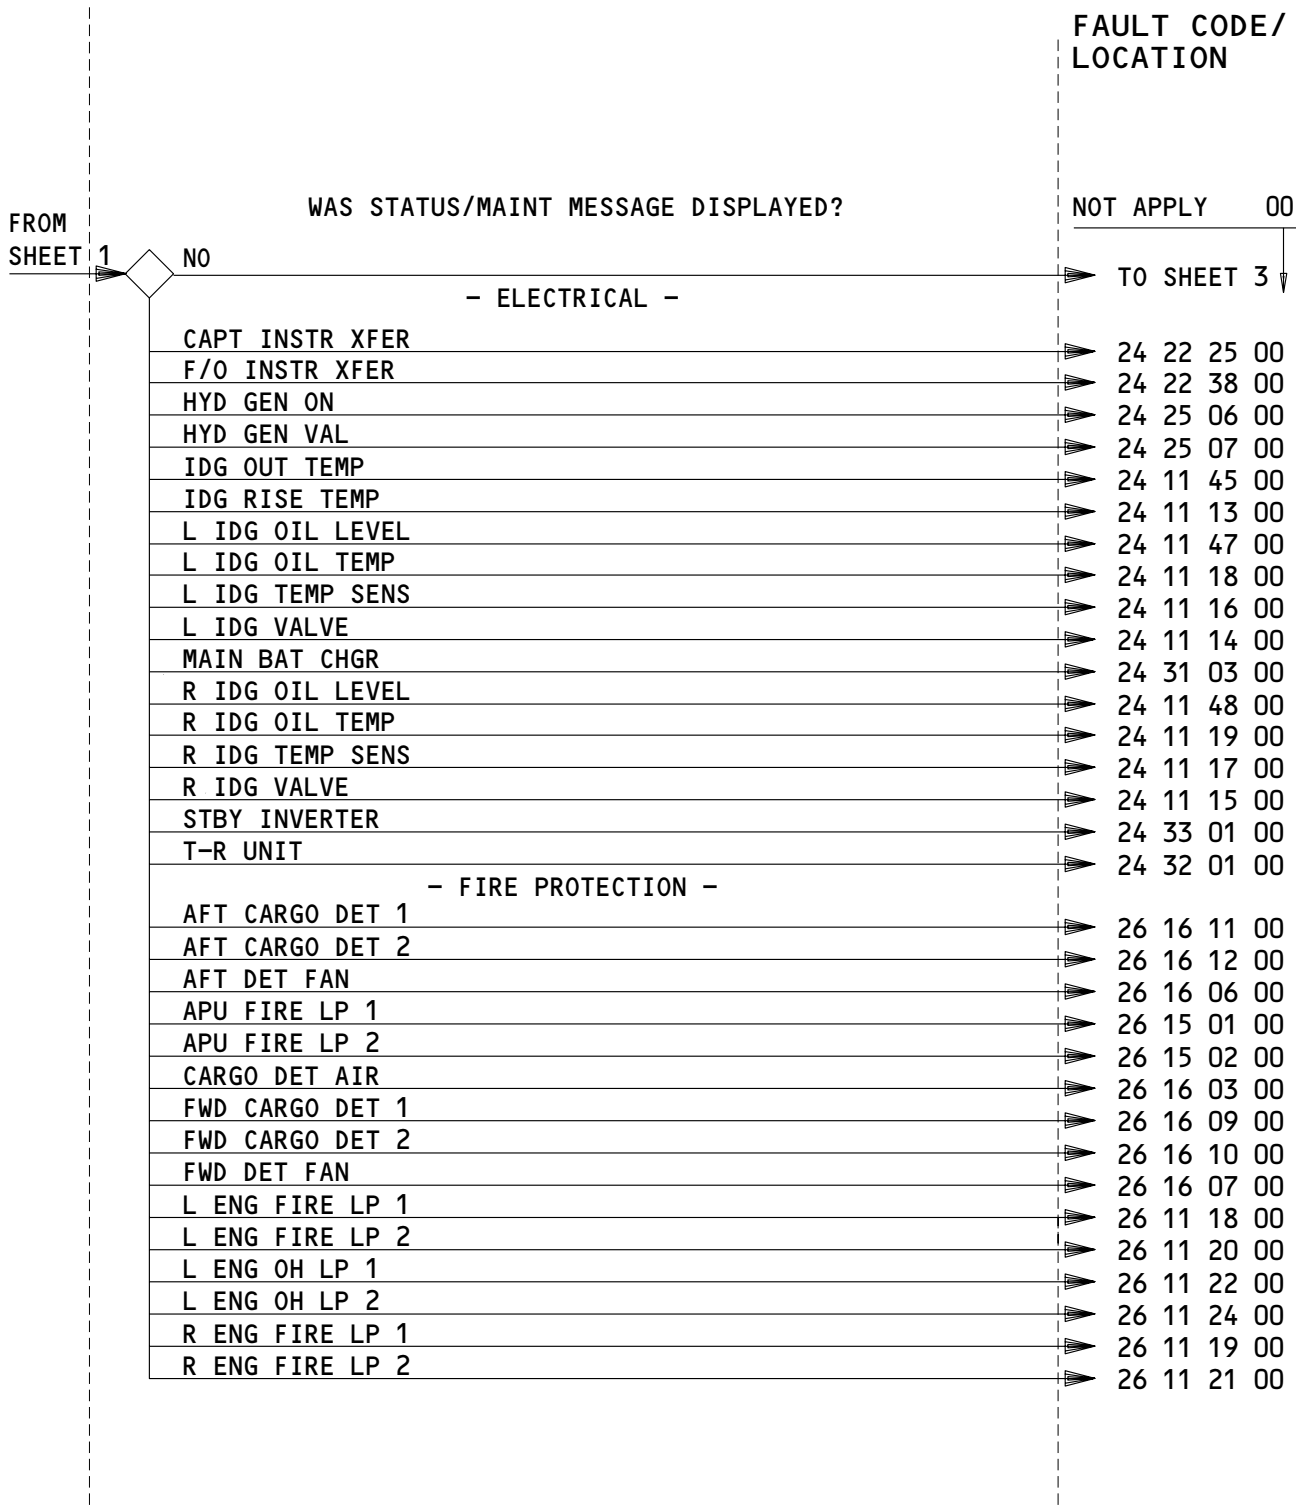 FAULT CODE/
LOCATION
WAS STATUS/MAINT MESSAGE DISPLAYED?
NOT APPLY 00
FROM
SHEET 1
NO
TO SHEET 3
- ELECTRICAL -
CAPT INSTR XFER 24 22 25 00
F/O INSTR XFER 24 22 38 00
HYD GEN ON 24 25 06 00
HYD GEN VAL 24 25 07 00
IDG OUT TEMP 24 11 45 00
IDG RISE TEMP 24 11 13 00
L IDG OIL LEVEL 24 11 47 00
L IDG OIL TEMP 24 11 18 00
L IDG TEMP SENS 24 11 16 00
L IDG VALVE 24 11 14 00
MAIN BAT CHGR 24 31 03 00
R IDG OIL LEVEL 24 11 48 00
R IDG OIL TEMP 24 11 19 00
R IDG TEMP SENS 24 11 17 00
R IDG VALVE 24 11 15 00
STBY INVERTER 24 33 01 00
T-R UNIT 24 32 01 00
- FIRE PROTECTION -
AFT CARGO DET 1 26 16 11 00
AFT CARGO DET 2 26 16 12 00
AFT DET FAN 26 16 06 00
APU FIRE LP 1 26 15 01 00
APU FIRE LP 2 26 15 02 00
CARGO DET AIR 26 16 03 00
FWD CARGO DET 1 26 16 09 00
FWD CARGO DET 2 26 16 10 00
FWD DET FAN 26 16 07 00
L ENG FIRE LP 1 26 11 18 00
L ENG FIRE LP 2 26 11 20 00
L ENG OH LP 1 26 11 22 00
L ENG OH LP 2 26 11 24 00
R ENG FIRE LP 1 26 11 19 00
R ENG FIRE LP 2 26 11 21 00